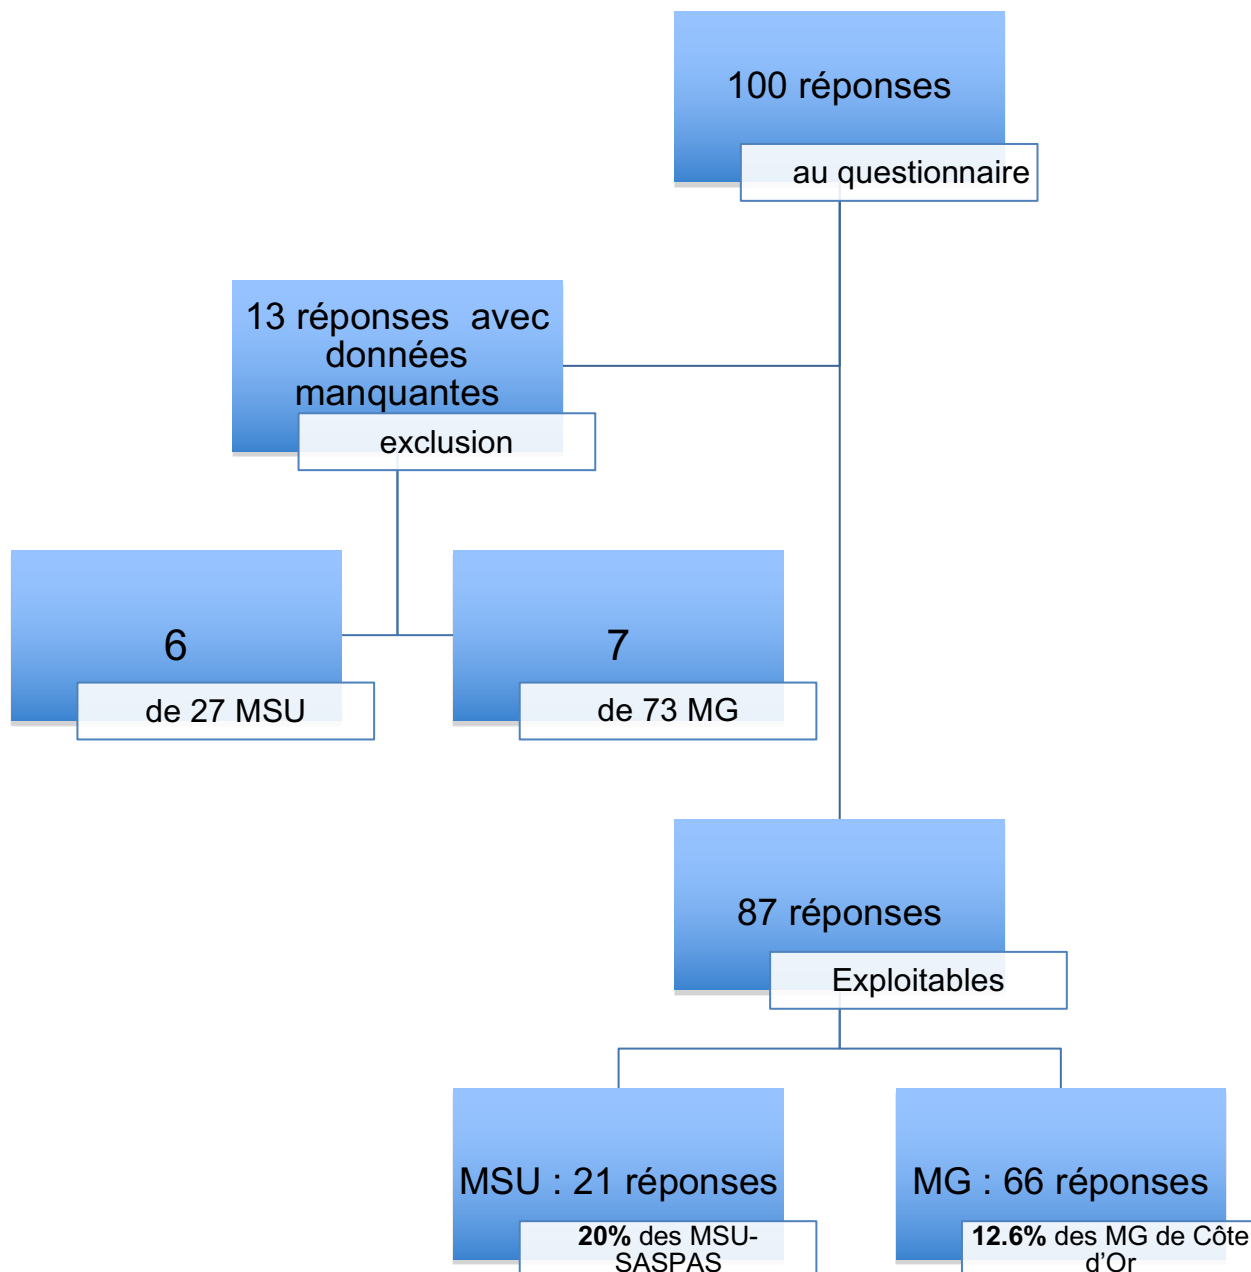 100 réponses
au questionnaire
13 réponses  avec
données
manquantes
exclusion
6
de 27 MSU
7
de 73 MG
87 réponses
Exploitables
MSU : 21 réponses
20% des MSU-
SASPAS
MG : 66 réponses
12.6% des MG de Côte
d’Or